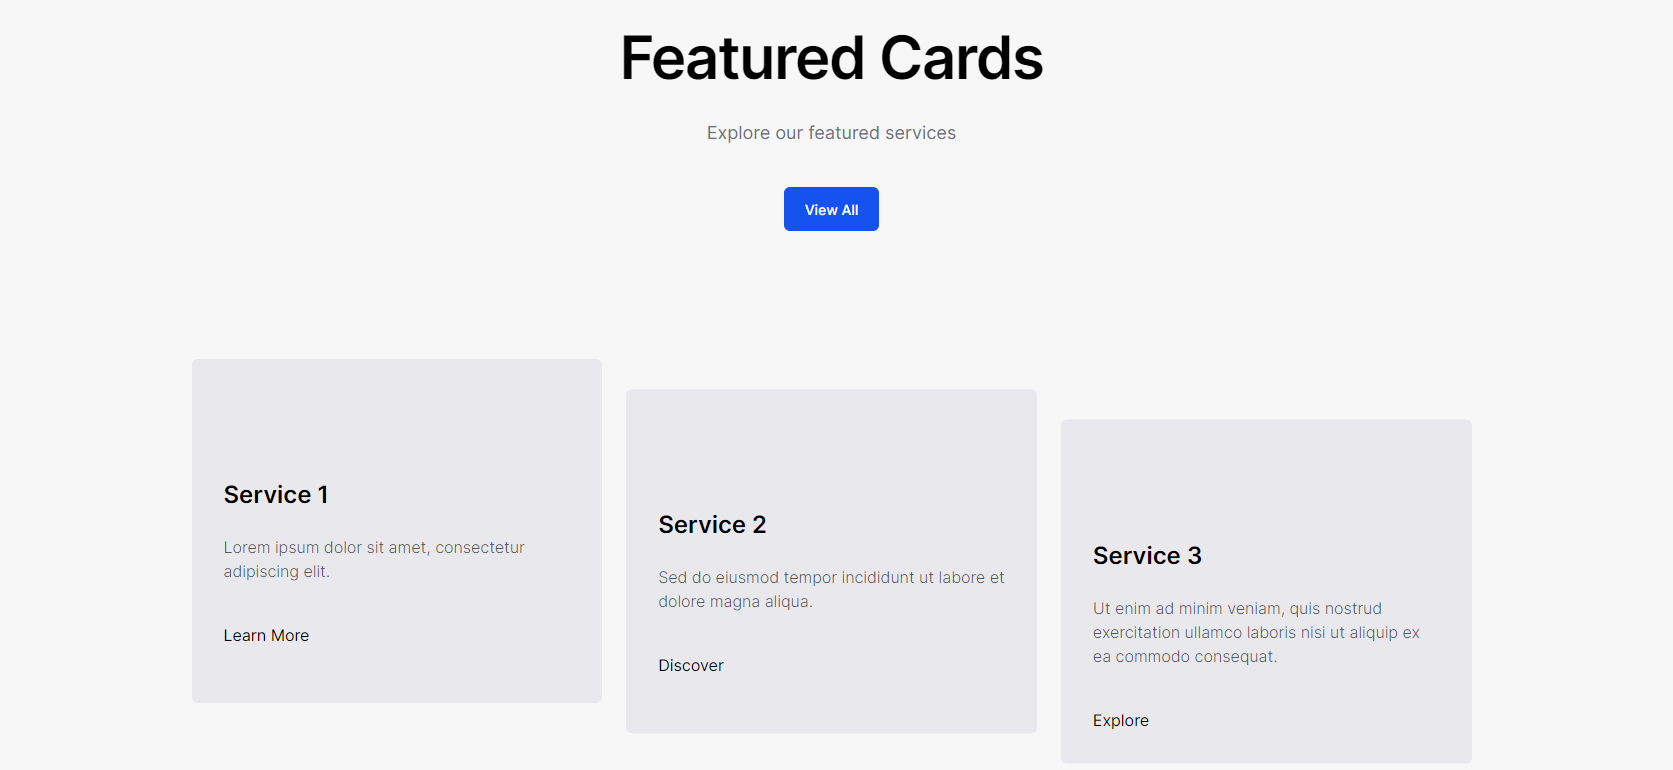 Featured Cards
Explore our featured services
View All
Service 1
Lorem ipsum dolor sit amet, consectetur
adipiscing elit.
Learn More
Service 2
Sed do eiusmod tempor incididunt ut labore et
dolore magna aliqua.
Discover
Service 3
Ut enim ad minim veniam, quis nostrud
exercitation ullamco laboris nisi ut aliquip ex
ea commodo consequat.
Explore